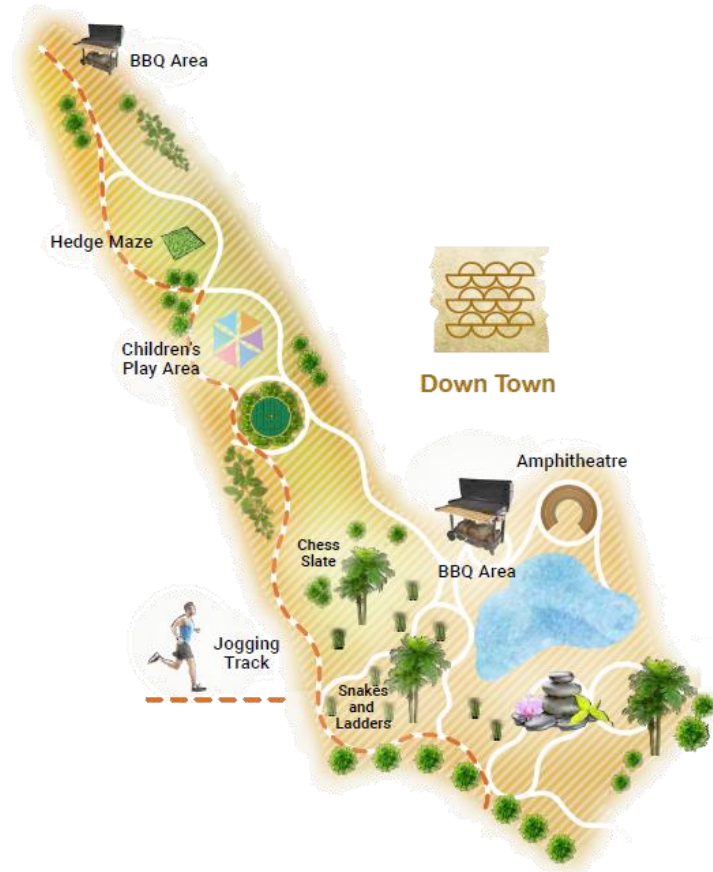 BBQ Area
Hedge Maze
Children's
Play Area
Down Town
Amphitheatre
BBQ Area
Chess
Slate
Jogging
Track
Snakes
and
Ladders